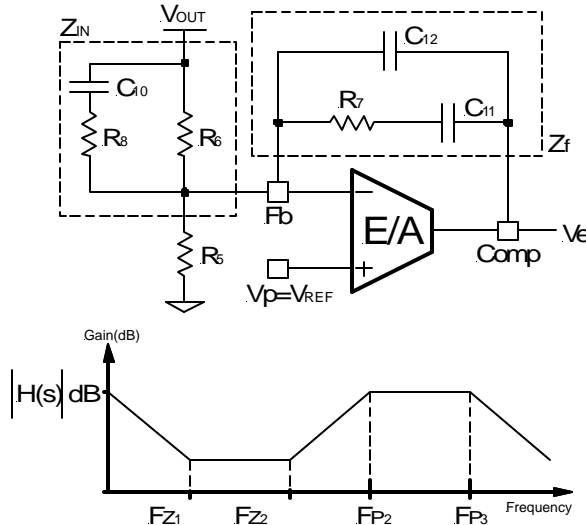 VOUT
ZIN
C10
R8
R6
C12
R7
C11
Zf
Fb
E/A
Comp
Ve
R5
Vp=VREF
Gain(dB)
|H(s)| dB
FZ1
FZ2
FP2
FP3
Frequency